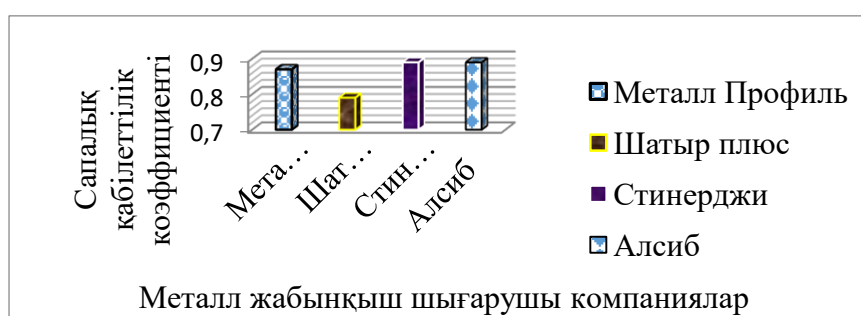 Сапалық
қабілеттілік
коэффициенті
0,9
0,8
0,7
Мета…
Шат…
Стин…
Алсиб
Металл Профиль
Шатыр плюс
Стинерджи
Алсиб
Металл жабынқыш шығарушы компаниялар